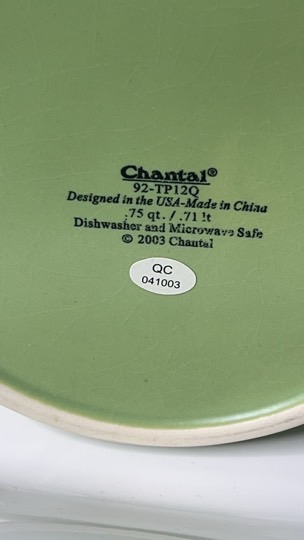 Chantal®
92-TP12Q
Designed in the USA-Made in China
.75 qt. / .71 lt
Dishwasher and Microwave Safe
© 2003 Chantal
QC
041003